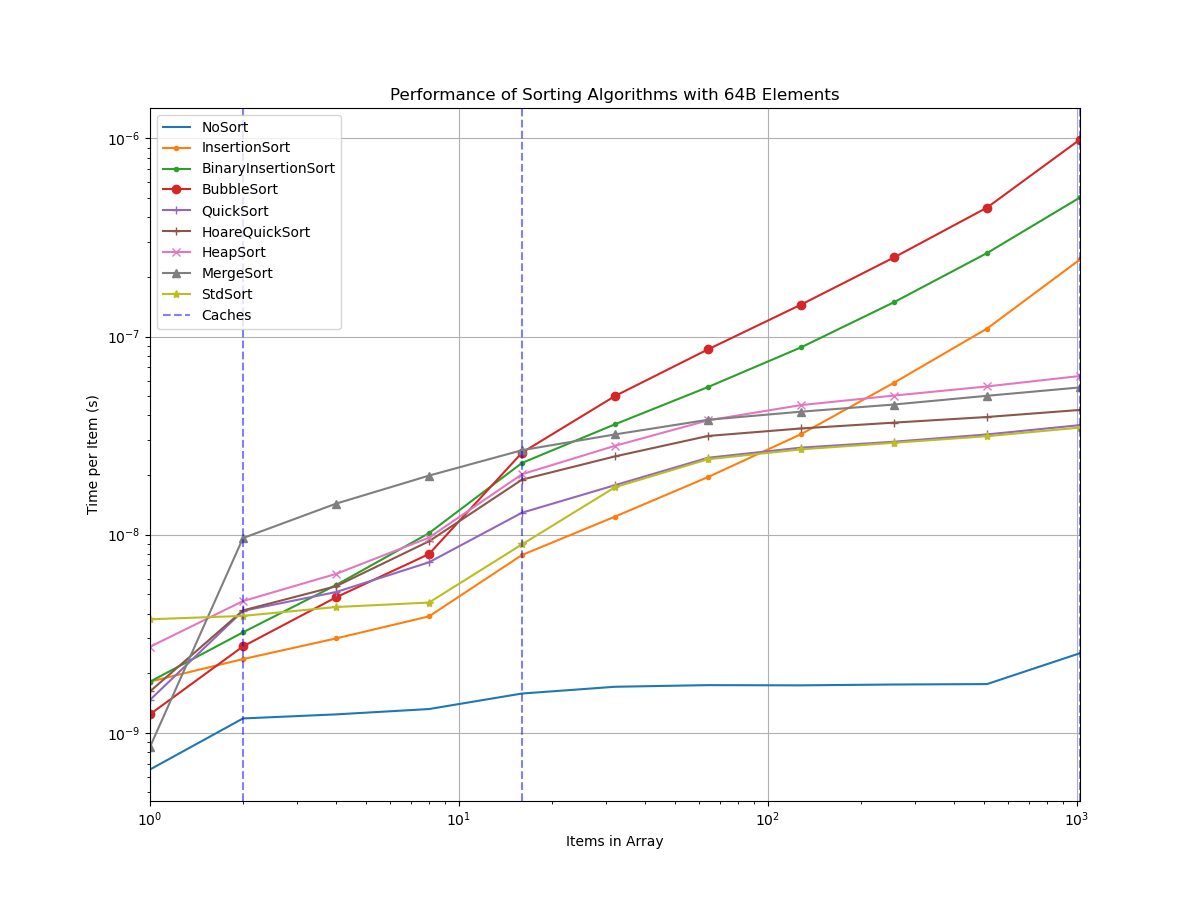 Performance of Sorting Algorithms with 64B Elements
NoSort
InsertionSort
BinaryInsertionSort
BubbleSort
QuickSort
HoareQuickSort
HeapSort
MergeSort
StdSort
Caches
Time per Item (s)
10⁻⁶
10⁻⁷
10⁻⁸
10⁻⁹
10⁰ 10¹ 10² 10³
Items in Array